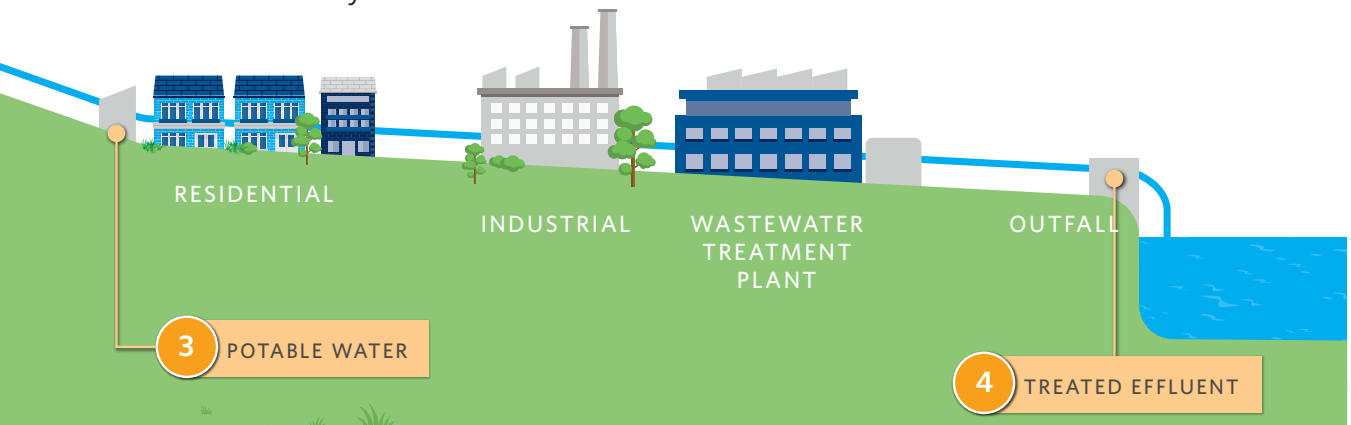 RESIDENTIAL
INDUSTRIAL
WASTEWATER
TREATMENT
PLANT
OUTFALL
3 POTABLE WATER
4 TREATED EFFLUENT